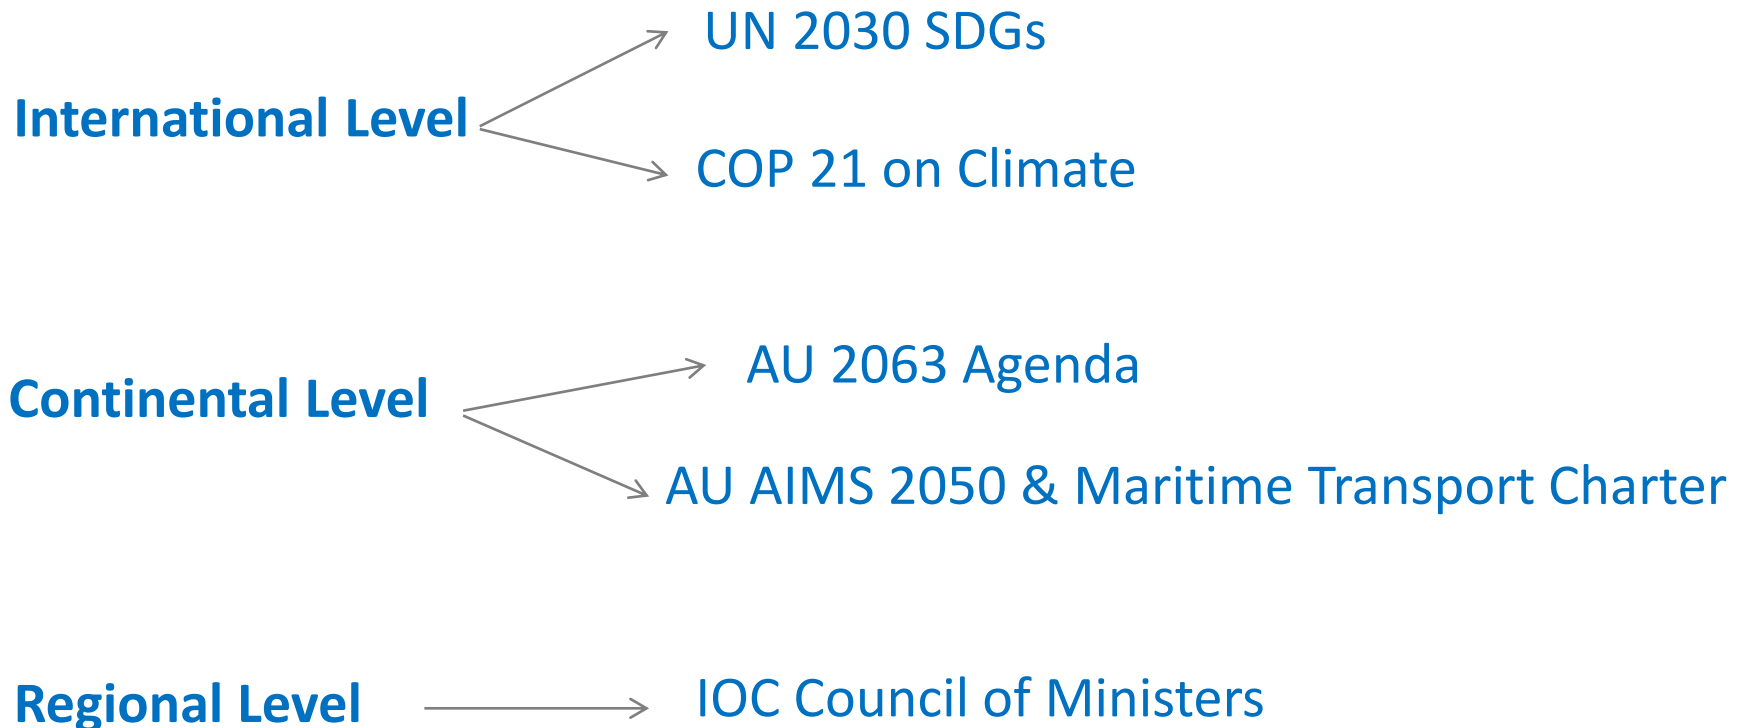 UN 2030 SDGs
International Level
COP 21 on Climate
AU 2063 Agenda
Continental Level
AU AIMS 2050 & Maritime Transport Charter
Regional Level
IOC Council of Ministers